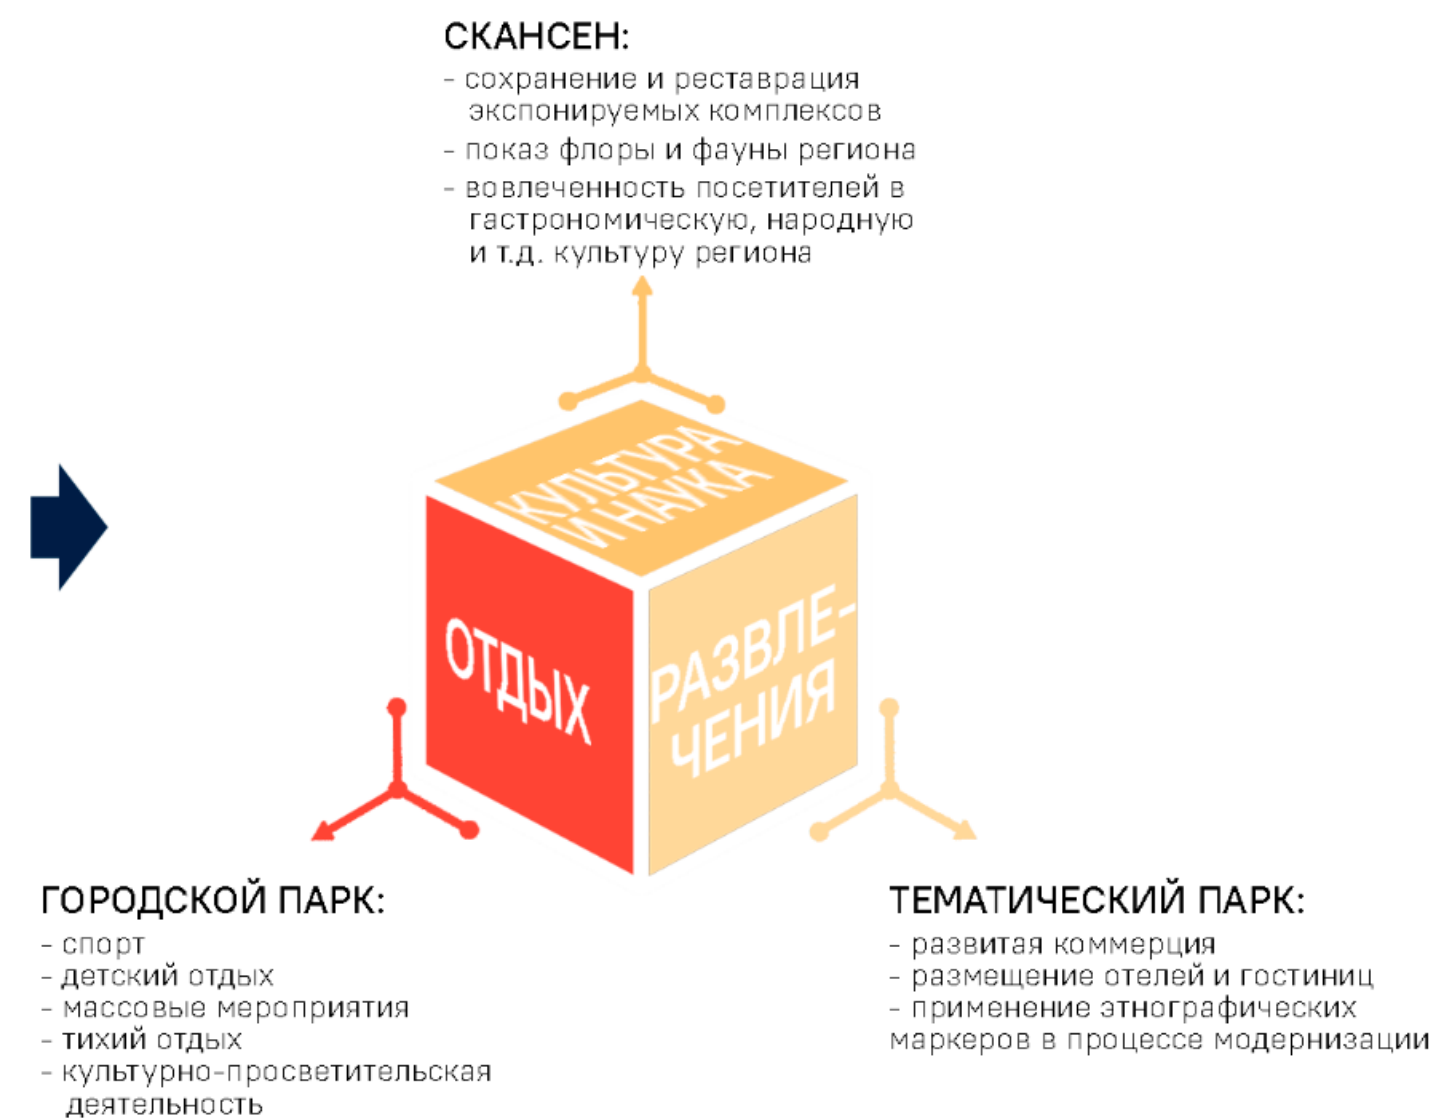 СКАНСЕН:
- сохранение и реставрация
экспонируемых комплексов
- показ флоры и фауны региона
- вовлеченность посетителей в
гастрономическую, народную
и т.д. культуру региона
КУЛЬТУРА
И НАУКА
ОТДЫХ
РАЗВЛЕ-
ЧЕНИЯ
ГОРОДСКОЙ ПАРК:
- спорт
- детский отдых
- массовые мероприятия
- тихий отдых
- культурно-просветительская
деятельность
ТЕМАТИЧЕСКИЙ ПАРК:
- развитая коммерция
- размещение отелей и гостиниц
- применение этнографических
маркеров в процессе модернизации